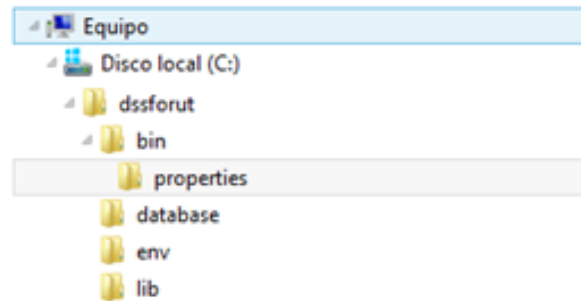 Equipo
Disco local (C:)
dssforut
bin
properties
database
env
lib